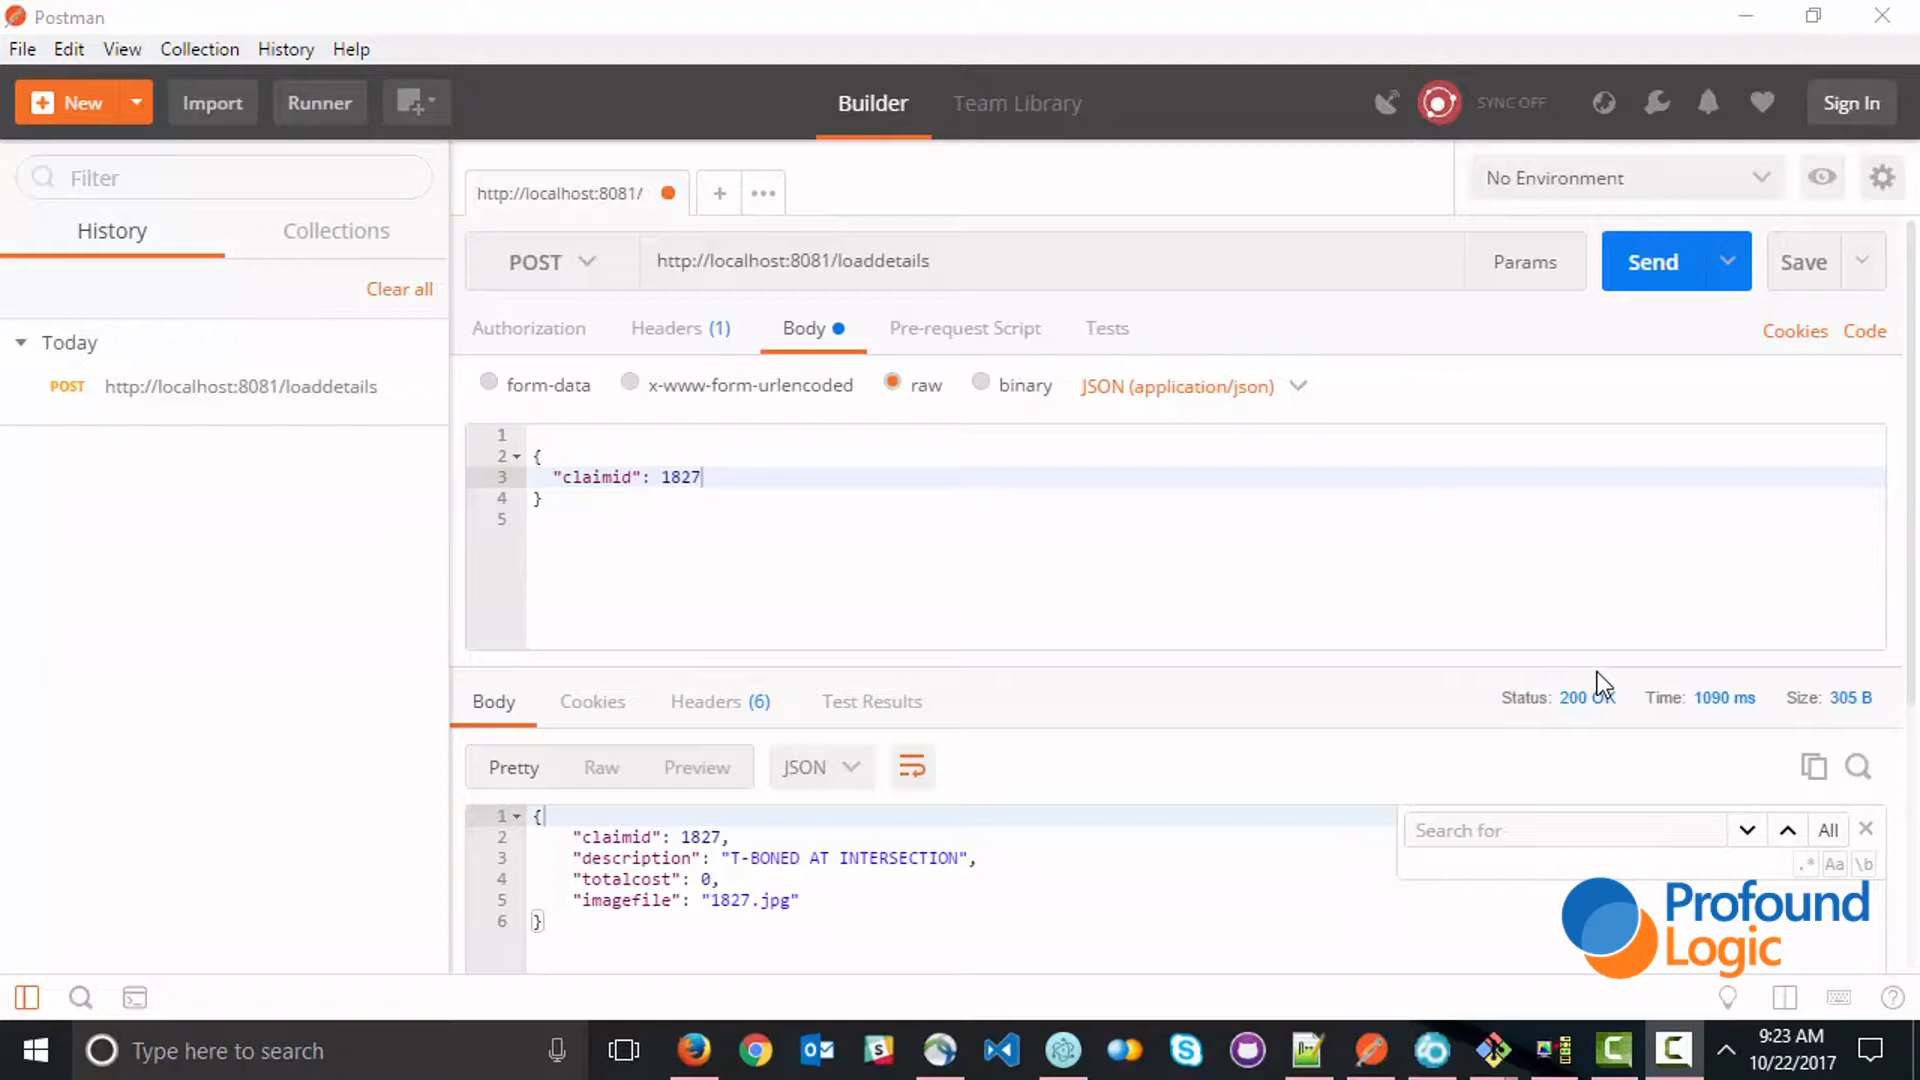 Postman
File Edit View Collection History Help
New Import Runner Builder Team Library SYNC OFF Sign In
Filter
History Collections
Clear all
Today
POST http://localhost:8081/loaddetails
http://localhost:8081/ + ••• No Environment
POST http://localhost:8081/loaddetails Params Send Save
Authorization Headers (1) Body Pre-request Script Tests Cookies Code
form-data x-www-form-urlencoded raw binary JSON (application/json)
1
2 {
3 "claimid": 1827
4 }
5
Body Cookies Headers (6) Test Results Status: 200 OK Time: 1090 ms Size: 305 B
Pretty Raw Preview JSON
1 {
2 "claimid": 1827,
3 "description": "T-BONED AT INTERSECTION",
4 "totalcost": 0,
5 "imagefile": "1827.jpg"
6 }
Search for All
.* Aa \b
Profound
Logic
Type here to search
9:23 AM
10/22/2017